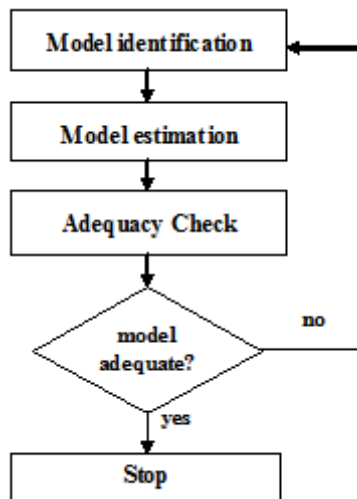 Model identification
Model estimation
Adequacy Check
model
adequate?
no
yes
Stop